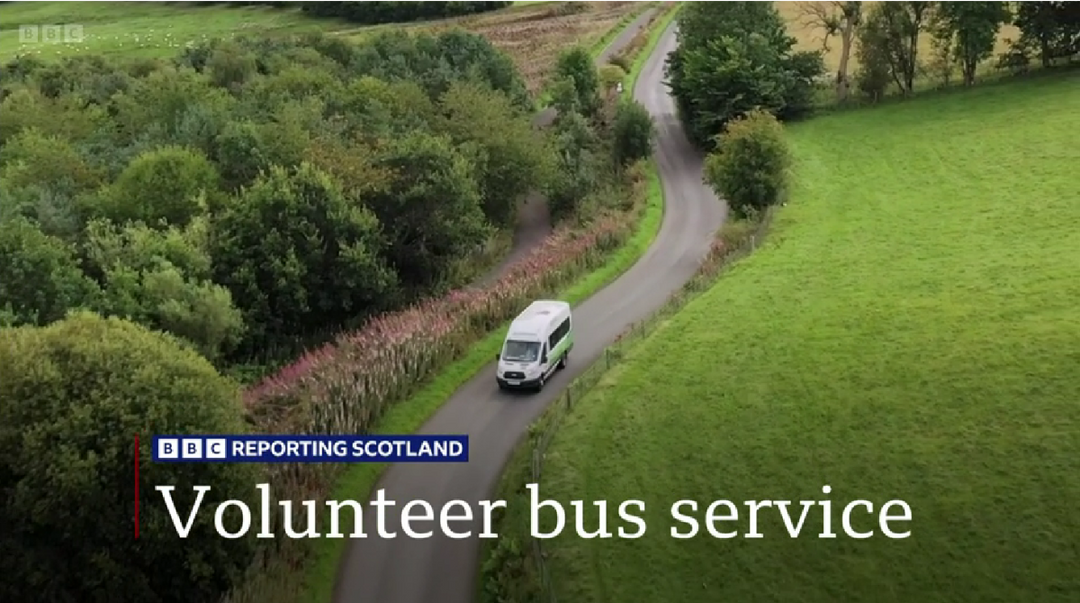 BBC
BBC REPORTING SCOTLAND
Volunteer bus service